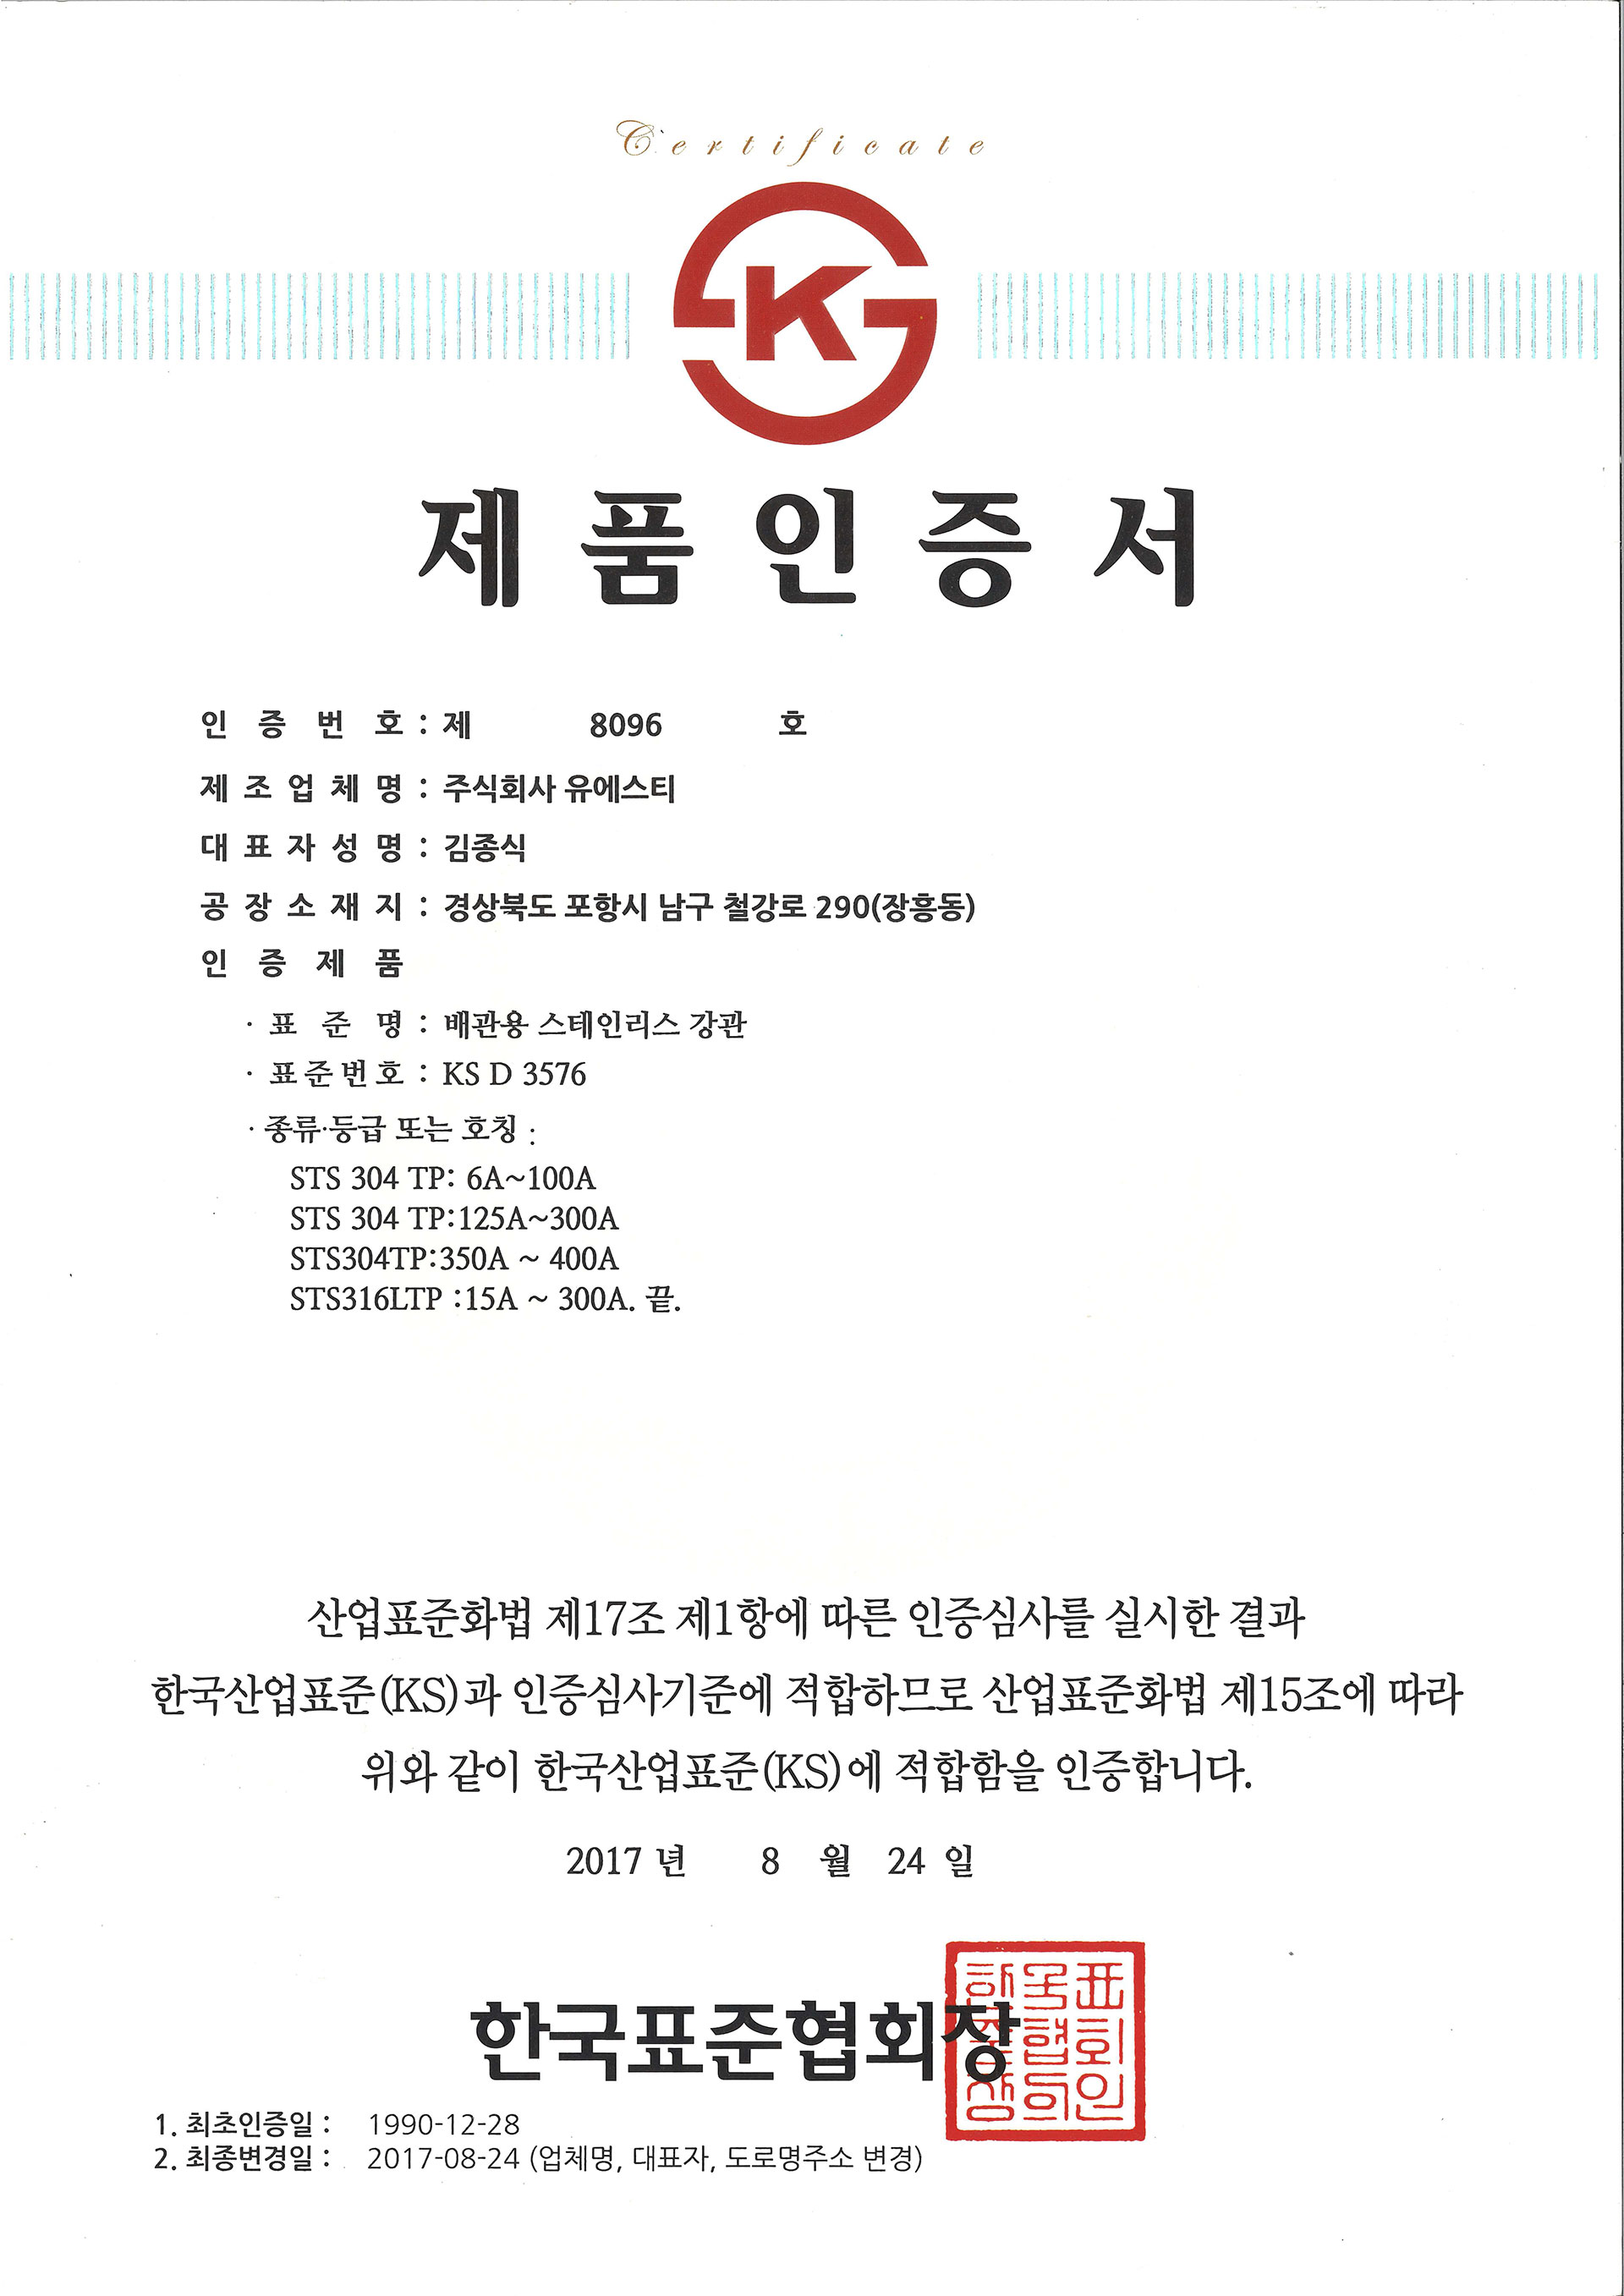 Certificate
K
제품인증서
인증번호 : 제 8096 호
제조업체명 : 주식회사 유에스티
대표자성명 : 김종식
공장소재지 : 경상북도 포항시 남구 철강로 290(장흥동)
인증제품
· 표준명 : 배관용 스테인리스 강관
· 표준번호 : KS D 3576
· 종류·등급 또는 호칭 :
STS 304 TP: 6A~100A
STS 304 TP:125A~300A
STS304TP:350A ~ 400A
STS316LTP :15A ~ 300A. 끝.
산업표준화법 제17조 제1항에 따른 인증심사를 실시한 결과
한국산업표준(KS)과 인증심사기준에 적합하므로 산업표준화법 제15조에 따라
위와 같이 한국산업표준(KS)에 적합함을 인증합니다.
2017 년 8 월 24 일
한국표준협회장
1. 최초인증일 : 1990-12-28
2. 최종변경일 : 2017-08-24 (업체명, 대표자, 도로명주소 변경)